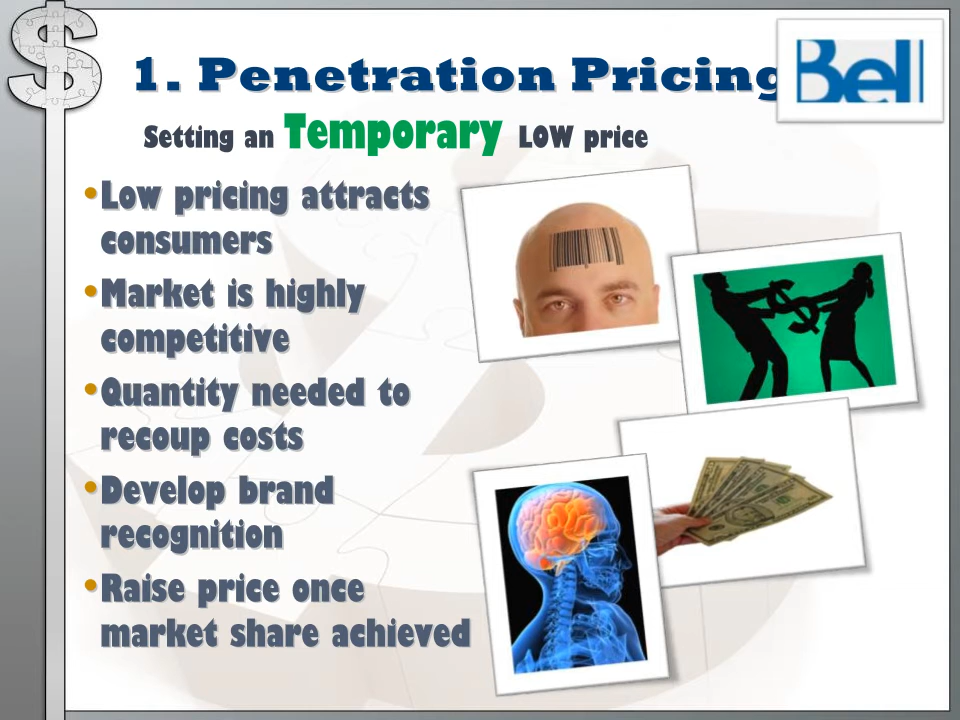 1. Penetration Pricing
Bell
Setting an Temporary LOW price
•Low pricing attracts
consumers
•Market is highly
competitive
•Quantity needed to
recoup costs
•Develop brand
recognition
•Raise price once
market share achieved